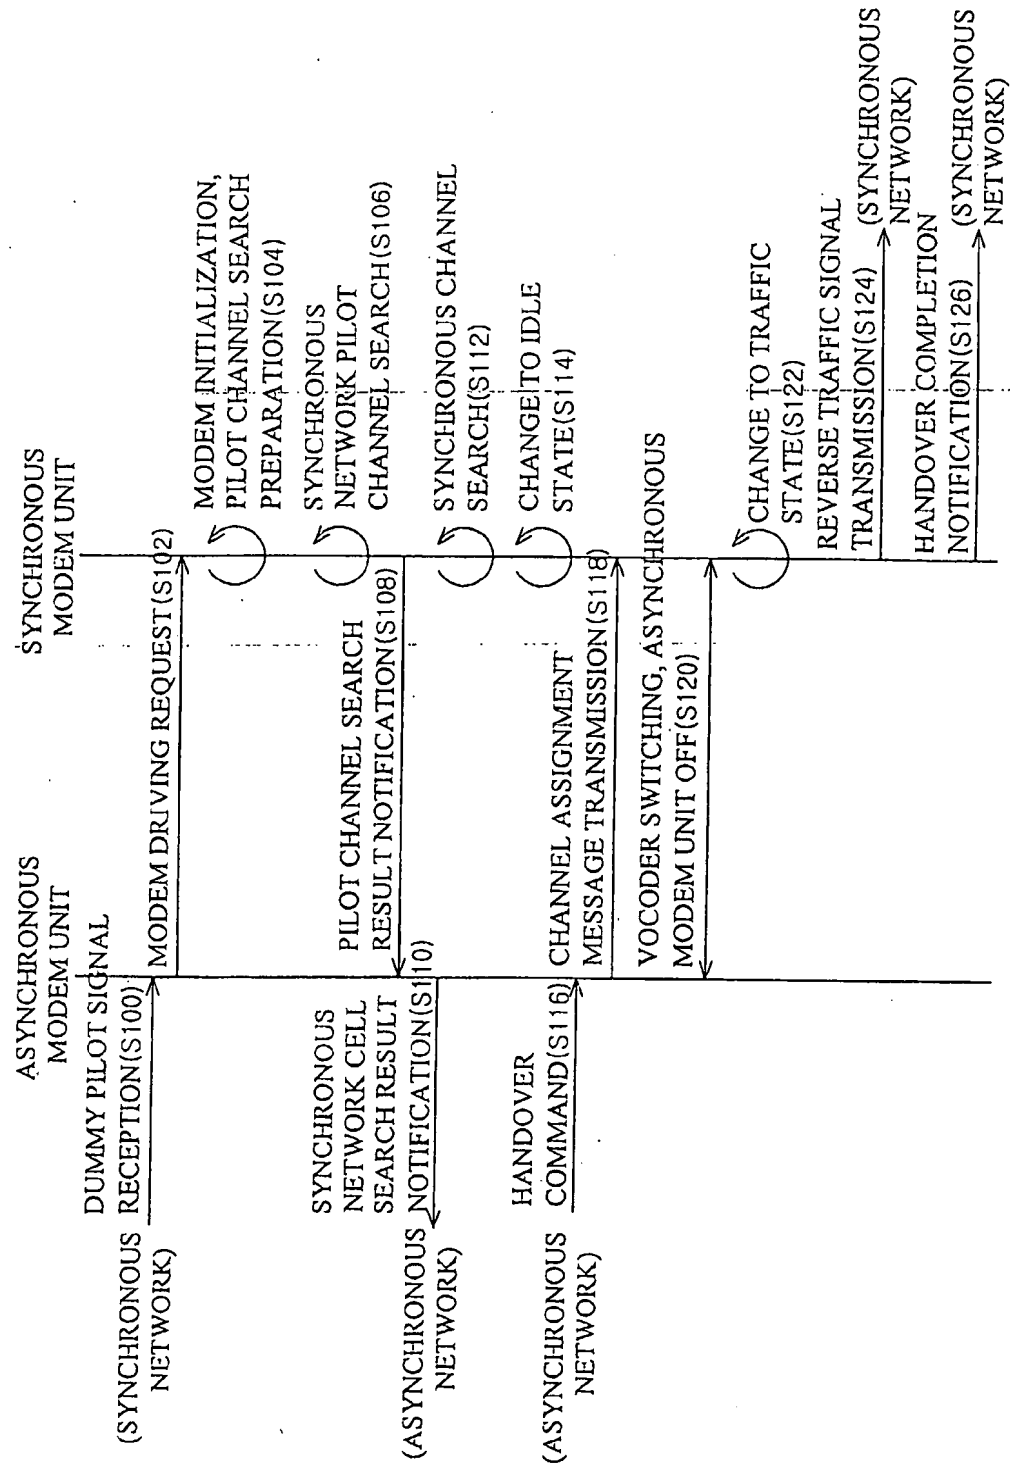 ASYNCHRONOUS
MODEM UNIT
SYNCHRONOUS
MODEM UNIT
DUMMY PILOT SIGNAL
RECEPTION(S100)
(SYNCHRONOUS
NETWORK)
MODEM DRIVING REQUEST(S102)
MODEM INITIALIZATION,
PILOT CHANNEL SEARCH
PREPARATION(S104)
SYNCHRONOUS
NETWORK PILOT
CHANNEL SEARCH(S106)
PILOT CHANNEL SEARCH
RESULT NOTIFICATION(S108)
SYNCHRONOUS
NETWORK CELL
SEARCH RESULT
NOTIFICATION(S110)
(ASYNCHRONOUS
NETWORK)
SYNCHRONOUS CHANNEL
SEARCH(S112)
CHANGE TO IDLE
STATE(S114)
HANDOVER
COMMAND(S116)
(ASYNCHRONOUS
NETWORK)
CHANNEL ASSIGNMENT
MESSAGE TRANSMISSION(S118)
VOCODER SWITCHING, ASYNCHRONOUS
MODEM UNIT OFF(S120)
CHANGE TO TRAFFIC
STATE(S122)
REVERSE TRAFFIC SIGNAL
TRANSMISSION(S124)
(SYNCHRONOUS
NETWORK)
HANDOVER COMPLETION
NOTIFICATION(S126)
(SYNCHRONOUS
NETWORK)